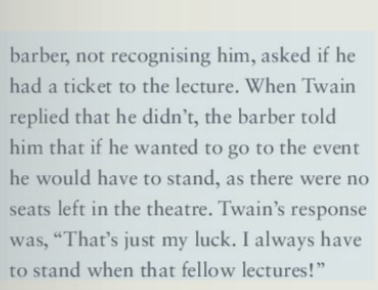 barber, not recognising him, asked if he
had a ticket to the lecture. When Twain
replied that he didn’t, the barber told
him that if he wanted to go to the event
he would have to stand, as there were no
seats left in the theatre. Twain’s response
was, “That’s just my luck. I always have
to stand when that fellow lectures!”